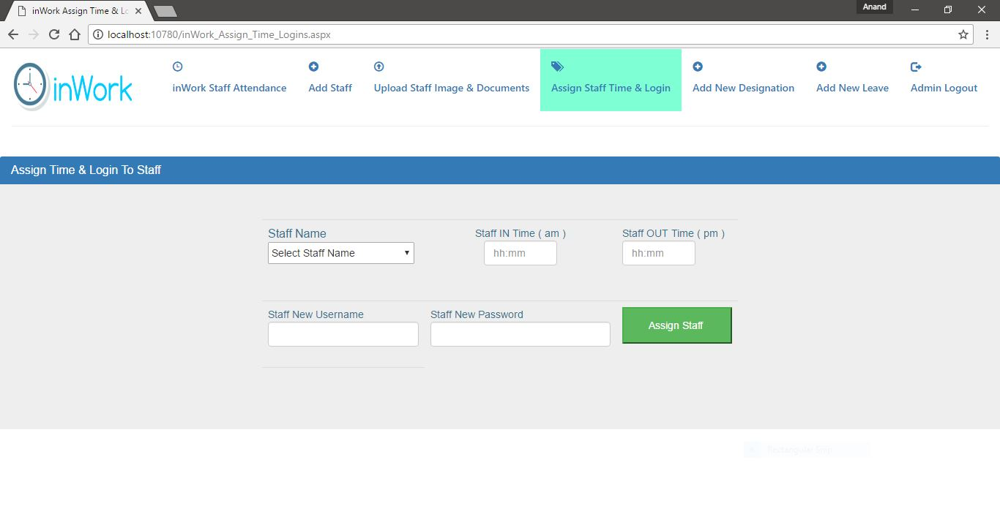 inWork Assign Time & Lo
Anand
localhost:10780/inWork_Assign_Time_Logins.aspx
inWork
inWork Staff Attendance
Add Staff
Upload Staff Image & Documents
Assign Staff Time & Login
Add New Designation
Add New Leave
Admin Logout
Assign Time & Login To Staff
Staff Name
Staff IN Time ( am )
Staff OUT Time ( pm )
Select Staff Name
hh:mm
hh:mm
Staff New Username
Staff New Password
Assign Staff
Rectangular Snip